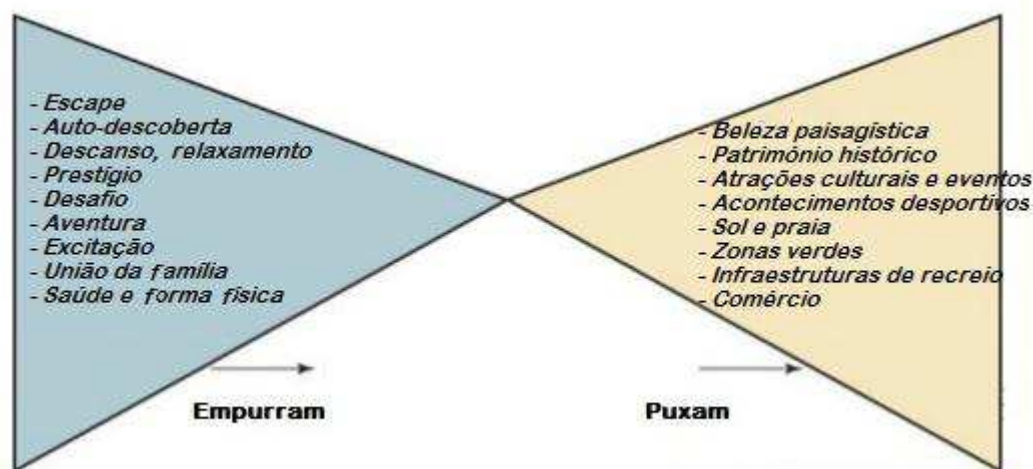 - Escape
- Auto-descoberta
- Descanso, relaxamento
- Prestígio
- Desafio
- Aventura
- Excitação
- União da família
- Saúde e forma física
- Beleza paisagística
- Património histórico
- Atrações culturais e eventos
- Acontecimentos desportivos
- Sol e praia
- Zonas verdes
- Infraestruturas de recreio
- Comércio
Empurram
Puxam